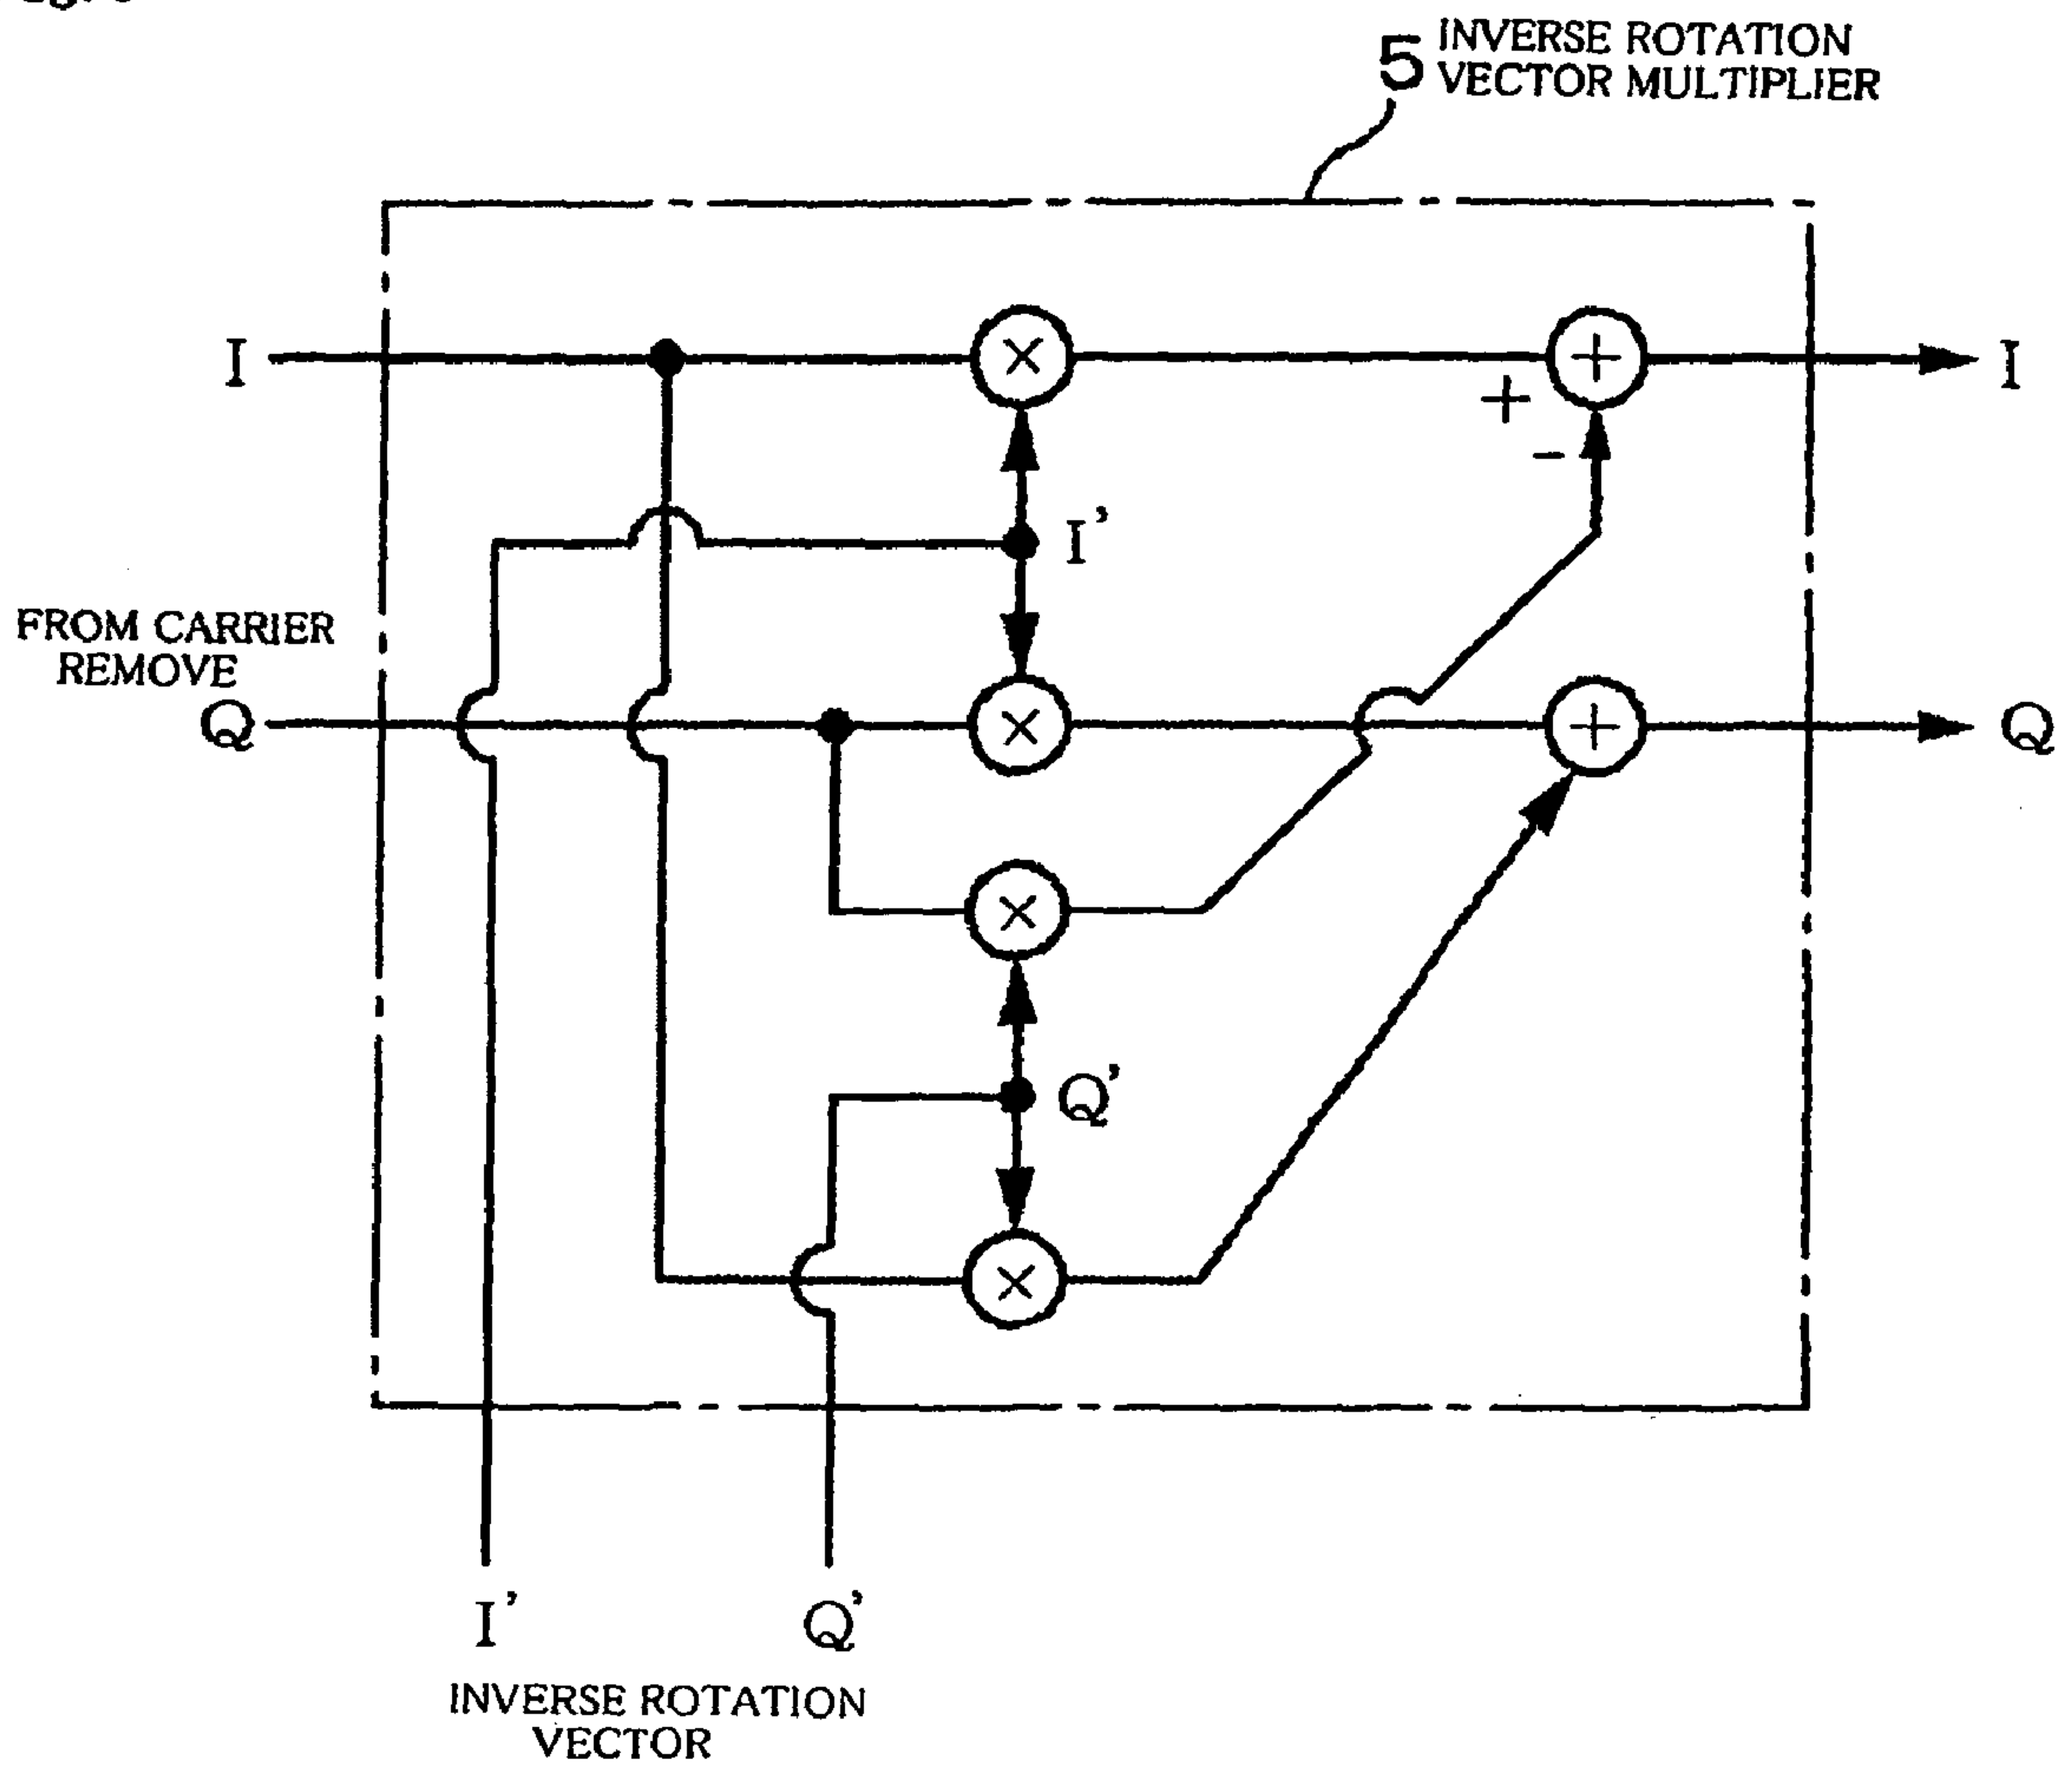 5 INVERSE ROTATION
VECTOR MULTIPLIER
I
×
+
I
+
-
I'
FROM CARRIER
REMOVE
Q
×
+
Q
×
Q'
×
I'
Q'
INVERSE ROTATION
VECTOR